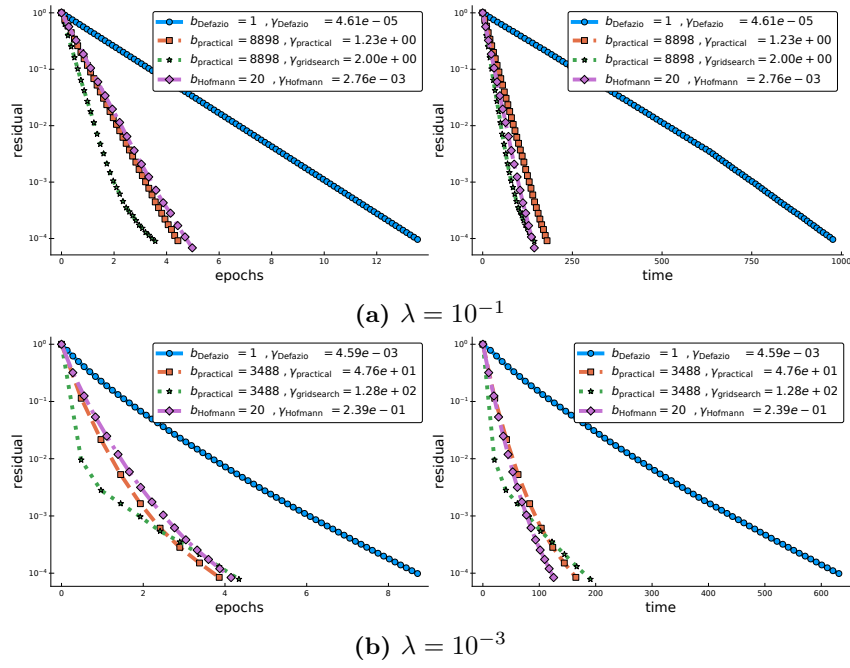 10⁰
10⁻¹
10⁻²
10⁻³
10⁻⁴
residual
b_Defazio = 1 , γ_Defazio = 4.61e − 05
b_practical = 8898 , γ_practical = 1.23e + 00
b_practical = 8898 , γ_gridsearch = 2.00e + 00
b_Hofmann = 20 , γ_Hofmann = 2.76e − 03
0 2 4 6 8 10 12
epochs
10⁰
10⁻¹
10⁻²
10⁻³
10⁻⁴
residual
b_Defazio = 1 , γ_Defazio = 4.61e − 05
b_practical = 8898 , γ_practical = 1.23e + 00
b_practical = 8898 , γ_gridsearch = 2.00e + 00
b_Hofmann = 20 , γ_Hofmann = 2.76e − 03
0 250 500 750 1000
time
(a) λ = 10⁻¹
10⁰
10⁻¹
10⁻²
10⁻³
10⁻⁴
residual
b_Defazio = 1 , γ_Defazio = 4.59e − 03
b_practical = 3488 , γ_practical = 4.76e + 01
b_practical = 3488 , γ_gridsearch = 1.28e + 02
b_Hofmann = 20 , γ_Hofmann = 2.39e − 01
0 2 4 6 8
epochs
10⁰
10⁻¹
10⁻²
10⁻³
10⁻⁴
residual
b_Defazio = 1 , γ_Defazio = 4.59e − 03
b_practical = 3488 , γ_practical = 4.76e + 01
b_practical = 3488 , γ_gridsearch = 1.28e + 02
b_Hofmann = 20 , γ_Hofmann = 2.39e − 01
0 100 200 300 400 500 600
time
(b) λ = 10⁻³